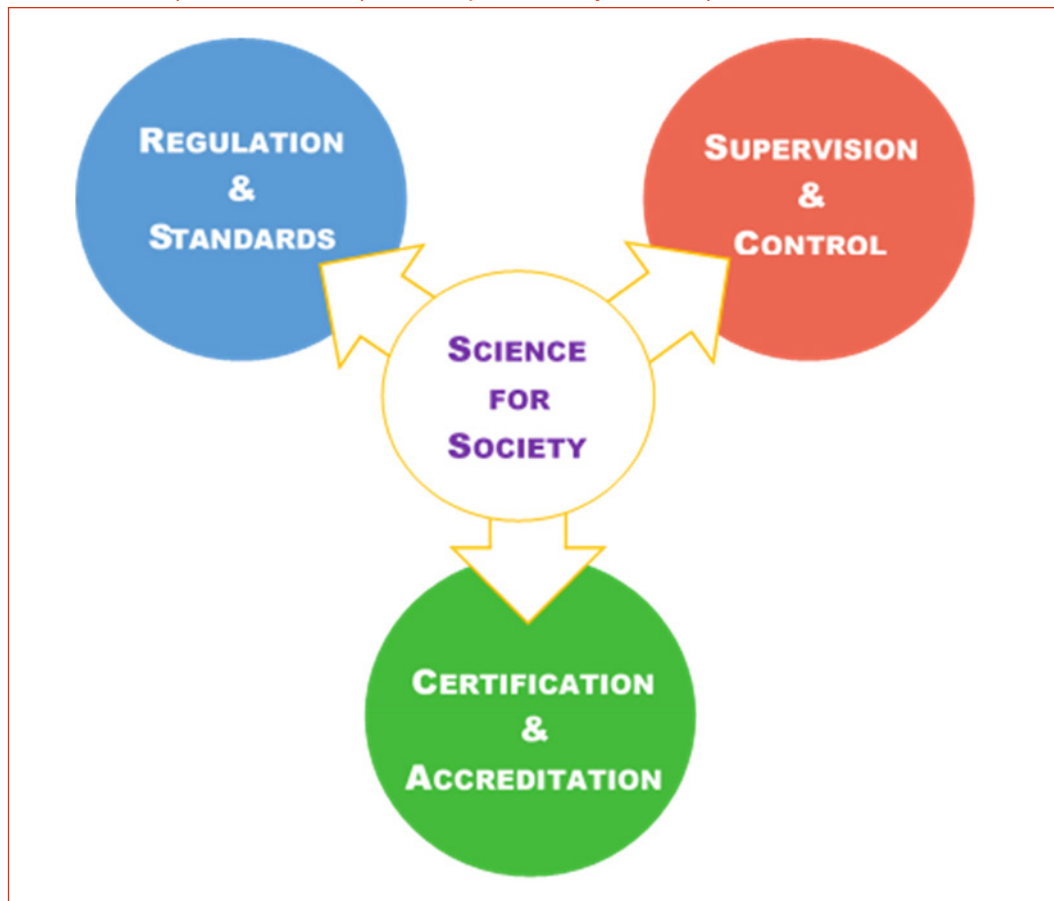 REGULATION
&
STANDARDS
SUPERVISION
&
CONTROL
SCIENCE
FOR
SOCIETY
CERTIFICATION
&
ACCREDITATION